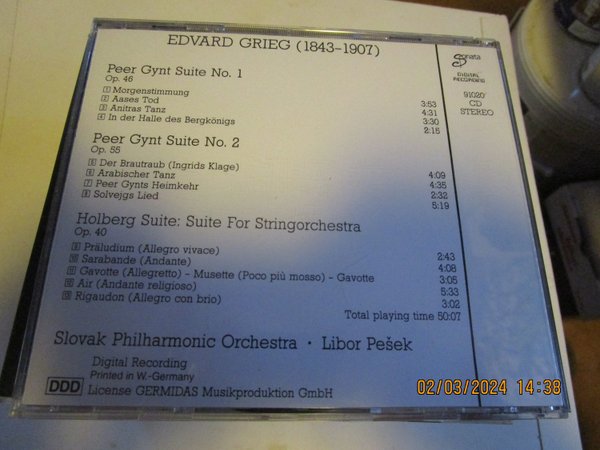 EDVARD GRIEG (1843-1907)
Sonata
DIGITAL
RECORDING
91020
CD
STEREO
Peer Gynt Suite No. 1
Op. 46
1 Morgenstimmung 3:53
2 Aases Tod 4:31
3 Anitras Tanz 3:30
4 In der Halle des Bergkönigs 2:15
Peer Gynt Suite No. 2
Op. 55
5 Der Brautraub (Ingrids Klage) 4:09
6 Arabischer Tanz 4:35
7 Peer Gynts Heimkehr 2:32
8 Solvejgs Lied 5:19
Holberg Suite: Suite For Stringorchestra
Op. 40
9 Präludium (Allegro vivace) 2:43
10 Sarabande (Andante) 4:08
11 Gavotte (Allegretto) - Musette (Poco più mosso) - Gavotte 3:05
12 Air (Andante religioso) 5:33
13 Rigaudon (Allegro con brio) 3:02
Total playing time 50:07
Slovak Philharmonic Orchestra · Libor Pešek
Digital Recording
Printed in W.-Germany
DDD License GERMIDAS Musikproduktion GmbH
02/03/2024 14:38